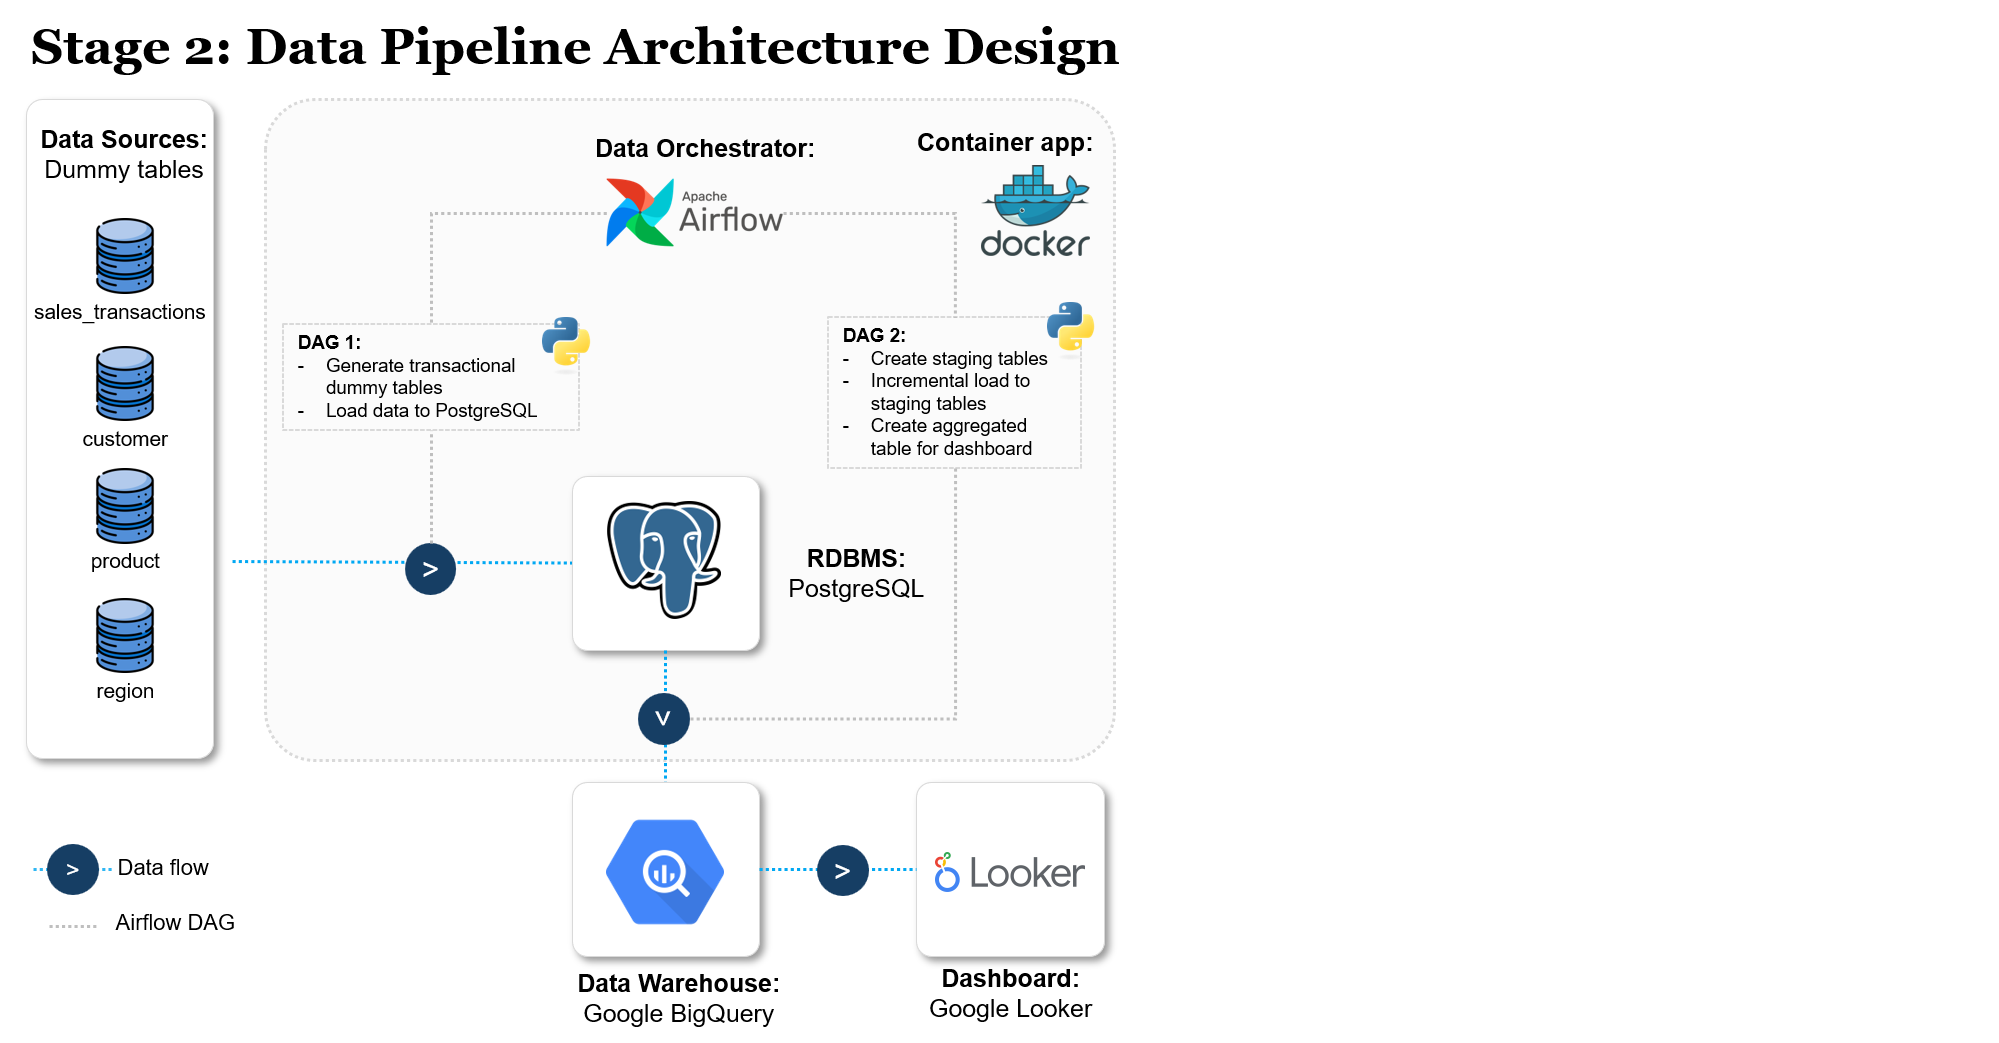 Stage 2: Data Pipeline Architecture Design
Data Sources:
Dummy tables
sales_transactions
customer
product
region
Data Orchestrator:
Apache
Airflow
Container app:
docker
DAG 1:
- Generate transactional
dummy tables
- Load data to PostgreSQL
DAG 2:
- Create staging tables
- Incremental load to
staging tables
- Create aggregated
table for dashboard
>
RDBMS:
PostgreSQL
>
>
Looker
Data Warehouse:
Google BigQuery
Dashboard:
Google Looker
> Data flow
Airflow DAG